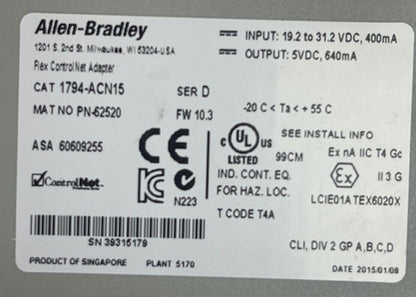 Allen-Bradley
1201 S. 2nd St. Milwaukee, WI 53204-USA
Flex ControlNet Adapter
CAT 1794-ACN15 SER D
MAT NO PN-62520 FW 10.3
ASA 60609255
INPUT: 19.2 to 31.2 VDC, 400mA
OUTPUT: 5VDC, 640mA
-20 C < Ta < + 55 C
CE
C UL US
LISTED 99CM
SEE INSTALL INFO
Ex nA IIC T4 Gc
IND. CONT. EQ.
FOR HAZ. LOC.
Ex II 3 G
LCIE01ATEX6020X
T CODE T4A
ControlNet
N223
SN 39315179
CLI, DIV 2 GP A,B,C,D
PRODUCT OF SINGAPORE PLANT 5170
DATE 2015/01/08